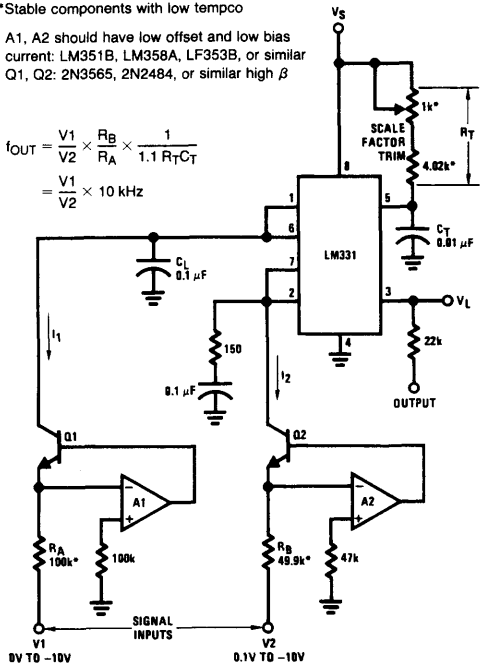 *Stable components with low tempco
A1, A2 should have low offset and low bias
current: LM351B, LM358A, LF353B, or similar
Q1, Q2: 2N3565, 2N2484, or similar high β
fOUT = V1/V2 × RB/RA × 1/1.1 RTCT
= V1/V2 × 10 kHz
VS
1k*
SCALE
FACTOR
TRIM
RT
4.02k*
8
1
5
6
CT
0.01 µF
LM331
CL
0.1 µF
7
2
3
VL
4
I1
150
I2
22k
0.1 µF
OUTPUT
Q1
Q2
−
A1
+
−
A2
+
RA
100k*
100k
RB
49.9k*
47k
SIGNAL
INPUTS
V1
V2
0V TO −10V
0.1V TO −10V